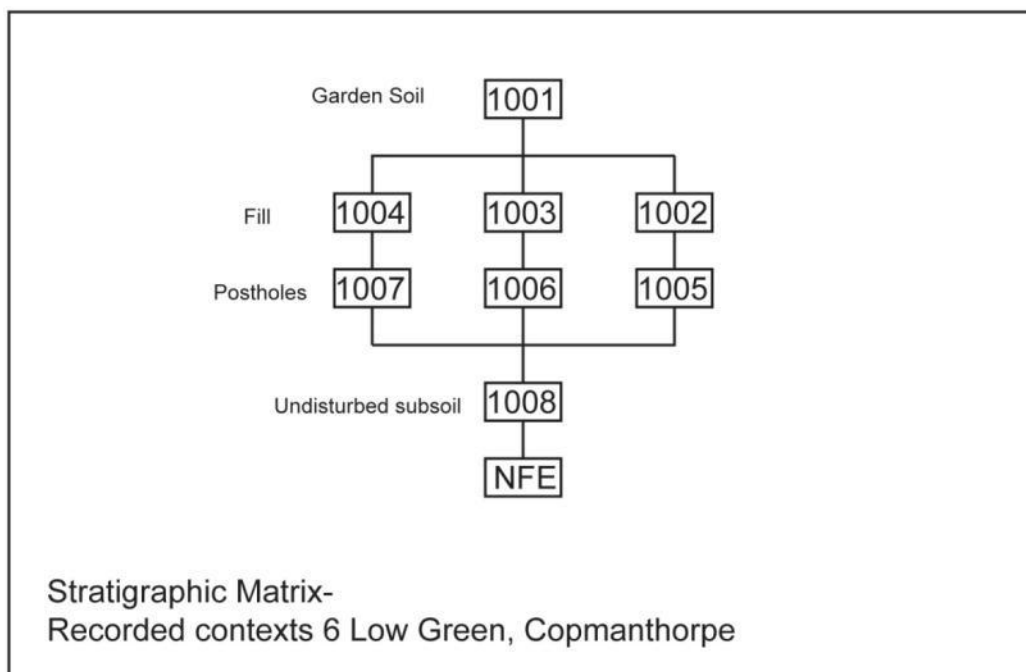 Garden Soil 1001
Fill 1004 1003 1002
Postholes 1007 1006 1005
Undisturbed subsoil 1008
NFE
Stratigraphic Matrix-
Recorded contexts 6 Low Green, Copmanthorpe